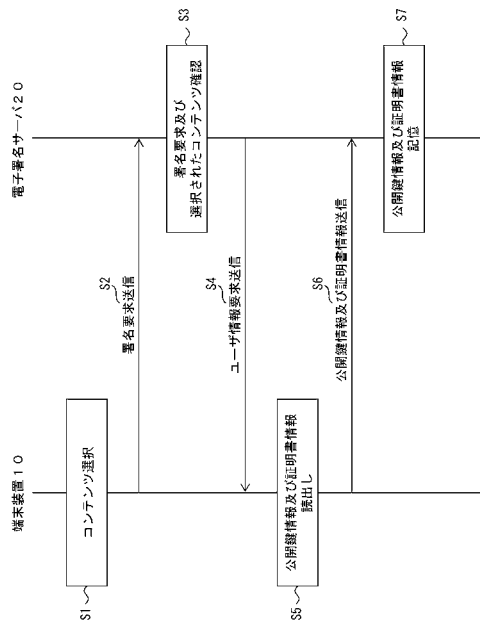 端末装置１０
電子署名サーバ２０
コンテンツ選択
S1
S2
署名要求送信
署名要求及び
選択されたコンテンツ確認
S3
S4
ユーザ情報要求送信
公開鍵情報及び証明書情報
読出し
S5
S6
公開鍵情報及び証明書情報送信
公開鍵情報及び証明書情報
記憶
S7